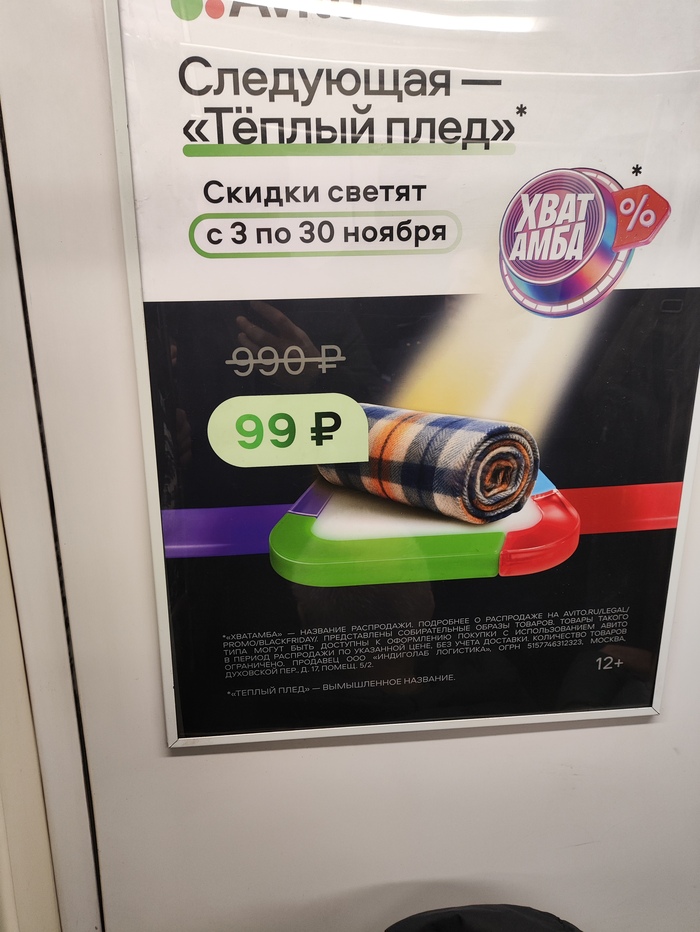 Avito
Следующая —
«Тёплый плед»*
Скидки светят
с 3 по 30 ноября
ХВАТ
АМБА
%
*
990 ₽
99 ₽
*«ХВАТАМБА» — НАЗВАНИЕ РАСПРОДАЖИ. ПОДРОБНЕЕ О РАСПРОДАЖЕ НА AVITO.RU/LEGAL/
PROMO/BLACKFRIDAY. ПРЕДСТАВЛЕНЫ СОБИРАТЕЛЬНЫЕ ОБРАЗЫ ТОВАРОВ. ТОВАРЫ ТАКОГО
ТИПА МОГУТ БЫТЬ ДОСТУПНЫ К ОФОРМЛЕНИЮ ПОКУПКИ С ИСПОЛЬЗОВАНИЕМ АВИТО
В ПЕРИОД РАСПРОДАЖИ ПО УКАЗАННОЙ ЦЕНЕ, БЕЗ УЧЕТА ДОСТАВКИ. КОЛИЧЕСТВО ТОВАРОВ
ОГРАНИЧЕНО. ПРОДАВЕЦ ООО «ИНДИГОЛАБ ЛОГИСТИКА», ОГРН 5157746312323, МОСКВА,
ДУХОВСКОЙ ПЕР., Д. 17, ПОМЕЩ. 5/2.
12+
*«ТЕПЛЫЙ ПЛЕД» — ВЫМЫШЛЕННОЕ НАЗВАНИЕ.